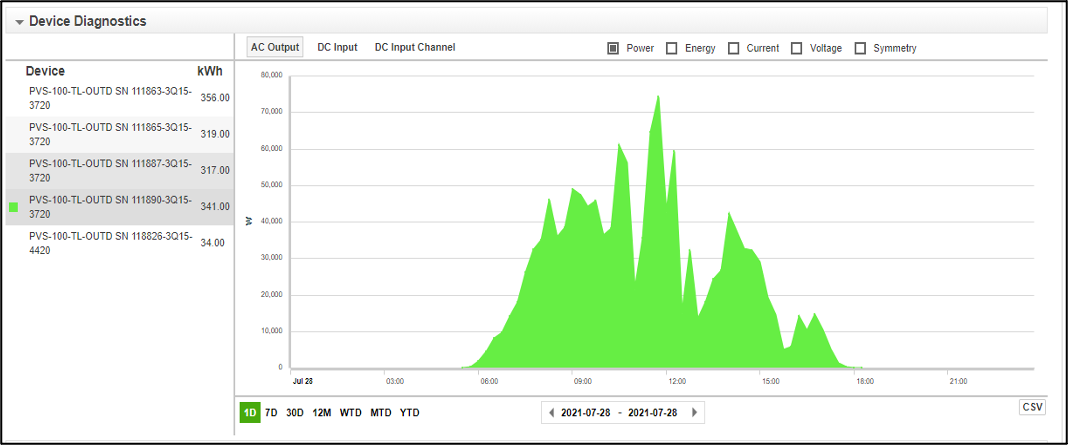 Device Diagnostics
AC Output DC Input DC Input Channel Power Energy Current Voltage Symmetry
Device kWh
PVS-100-TL-OUTD SN 111863-3Q15-
3720 356.00
PVS-100-TL-OUTD SN 111865-3Q15-
3720 319.00
PVS-100-TL-OUTD SN 111887-3Q15-
3720 317.00
PVS-100-TL-OUTD SN 111890-3Q15-
3720 341.00
PVS-100-TL-OUTD SN 118826-3Q15-
4420 34.00
80,000
70,000
60,000
50,000
40,000
30,000
20,000
10,000
0
W
Jul 28 03:00 06:00 09:00 12:00 15:00 18:00 21:00
1D 7D 30D 12M WTD MTD YTD 2021-07-28 - 2021-07-28 CSV